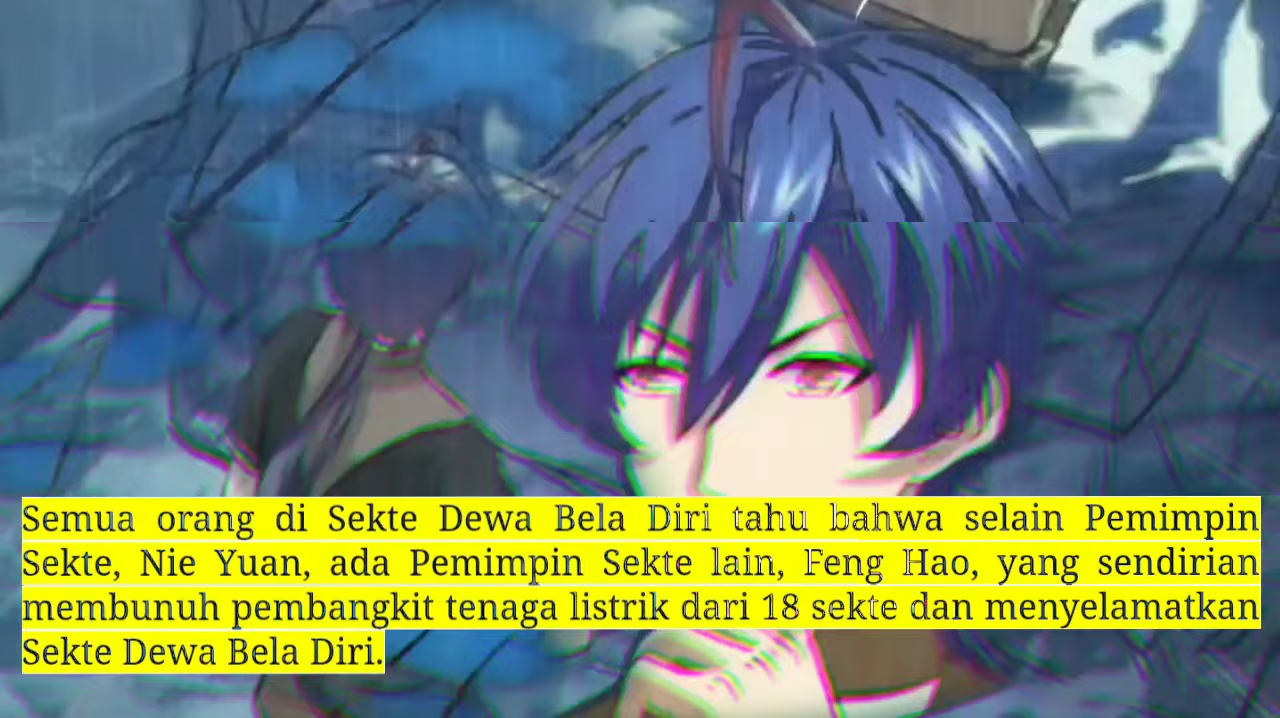 Semua orang di Sekte Dewa Bela Diri tahu bahwa selain Pemimpin
Sekte, Nie Yuan, ada Pemimpin Sekte lain, Feng Hao, yang sendirian
membunuh pembangkit tenaga listrik dari 18 sekte dan menyelamatkan
Sekte Dewa Bela Diri.